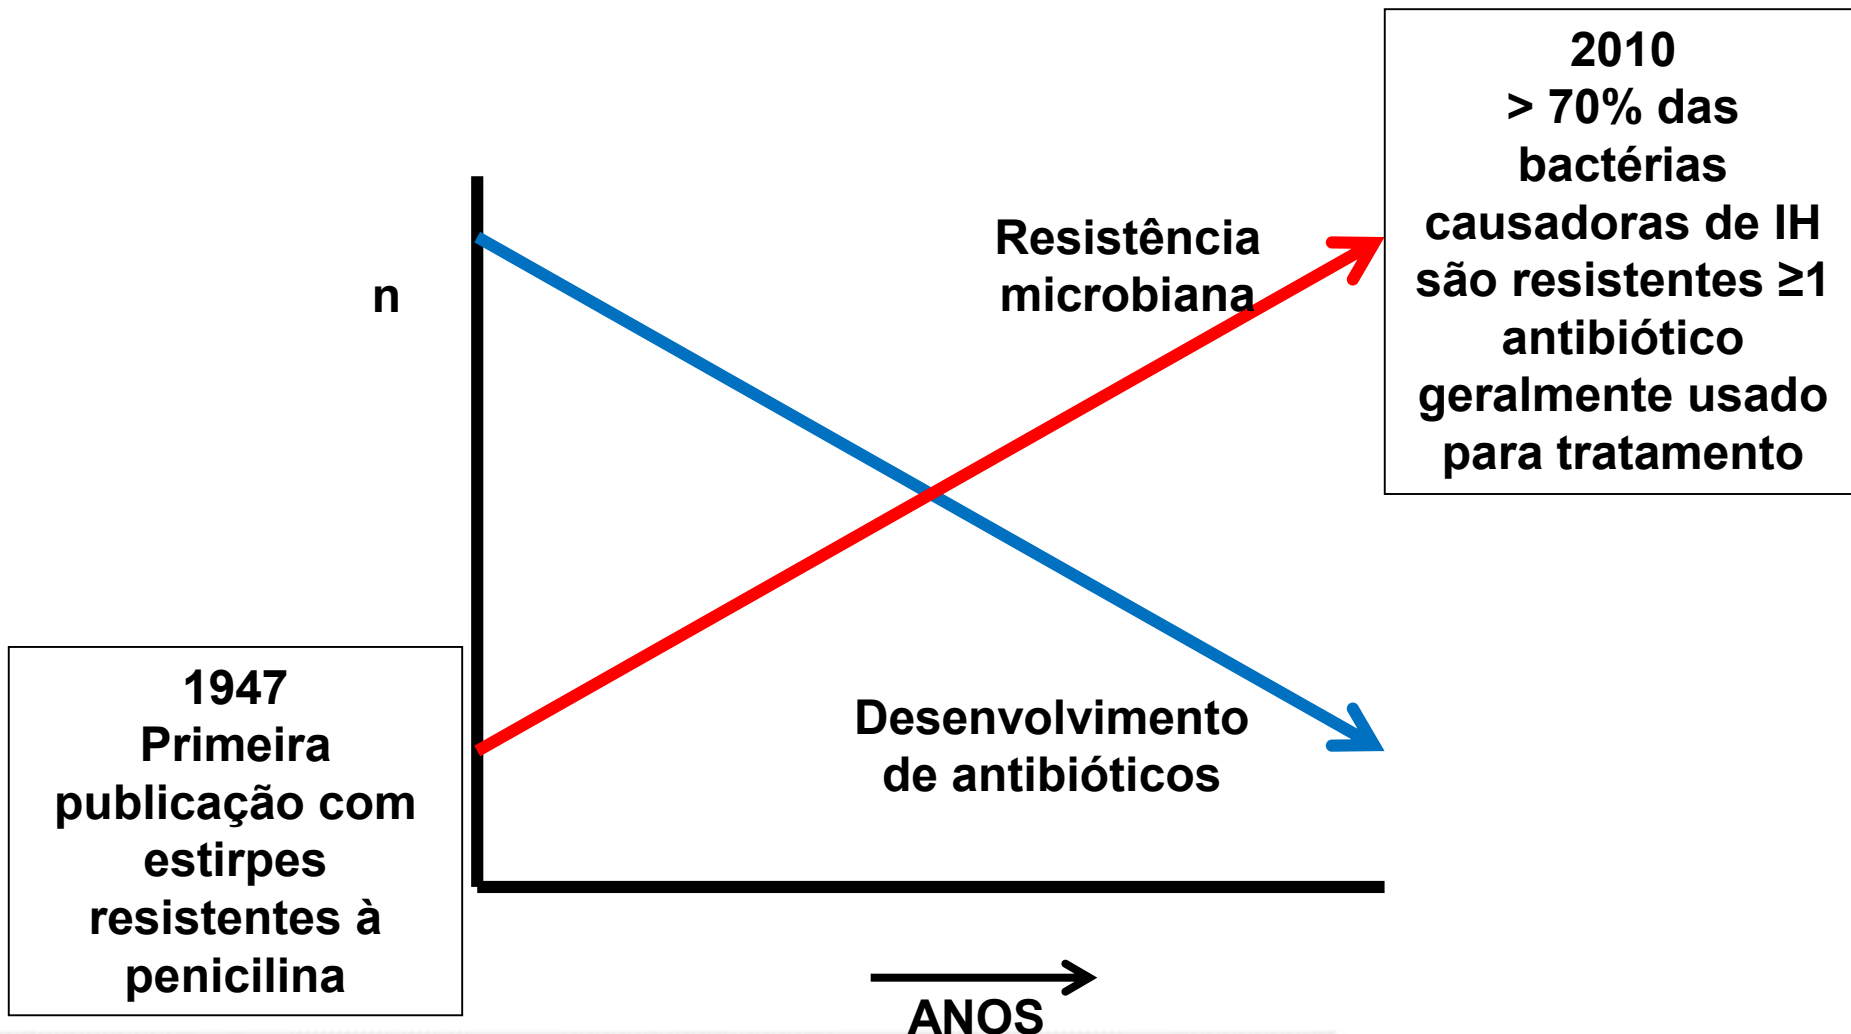 2010
> 70% das
bactérias
causadoras de IH
são resistentes ≥1
antibiótico
geralmente usado
para tratamento
Resistência
microbiana
n
1947
Primeira
publicação com
estirpes
resistentes à
penicilina
Desenvolvimento
de antibióticos
ANOS